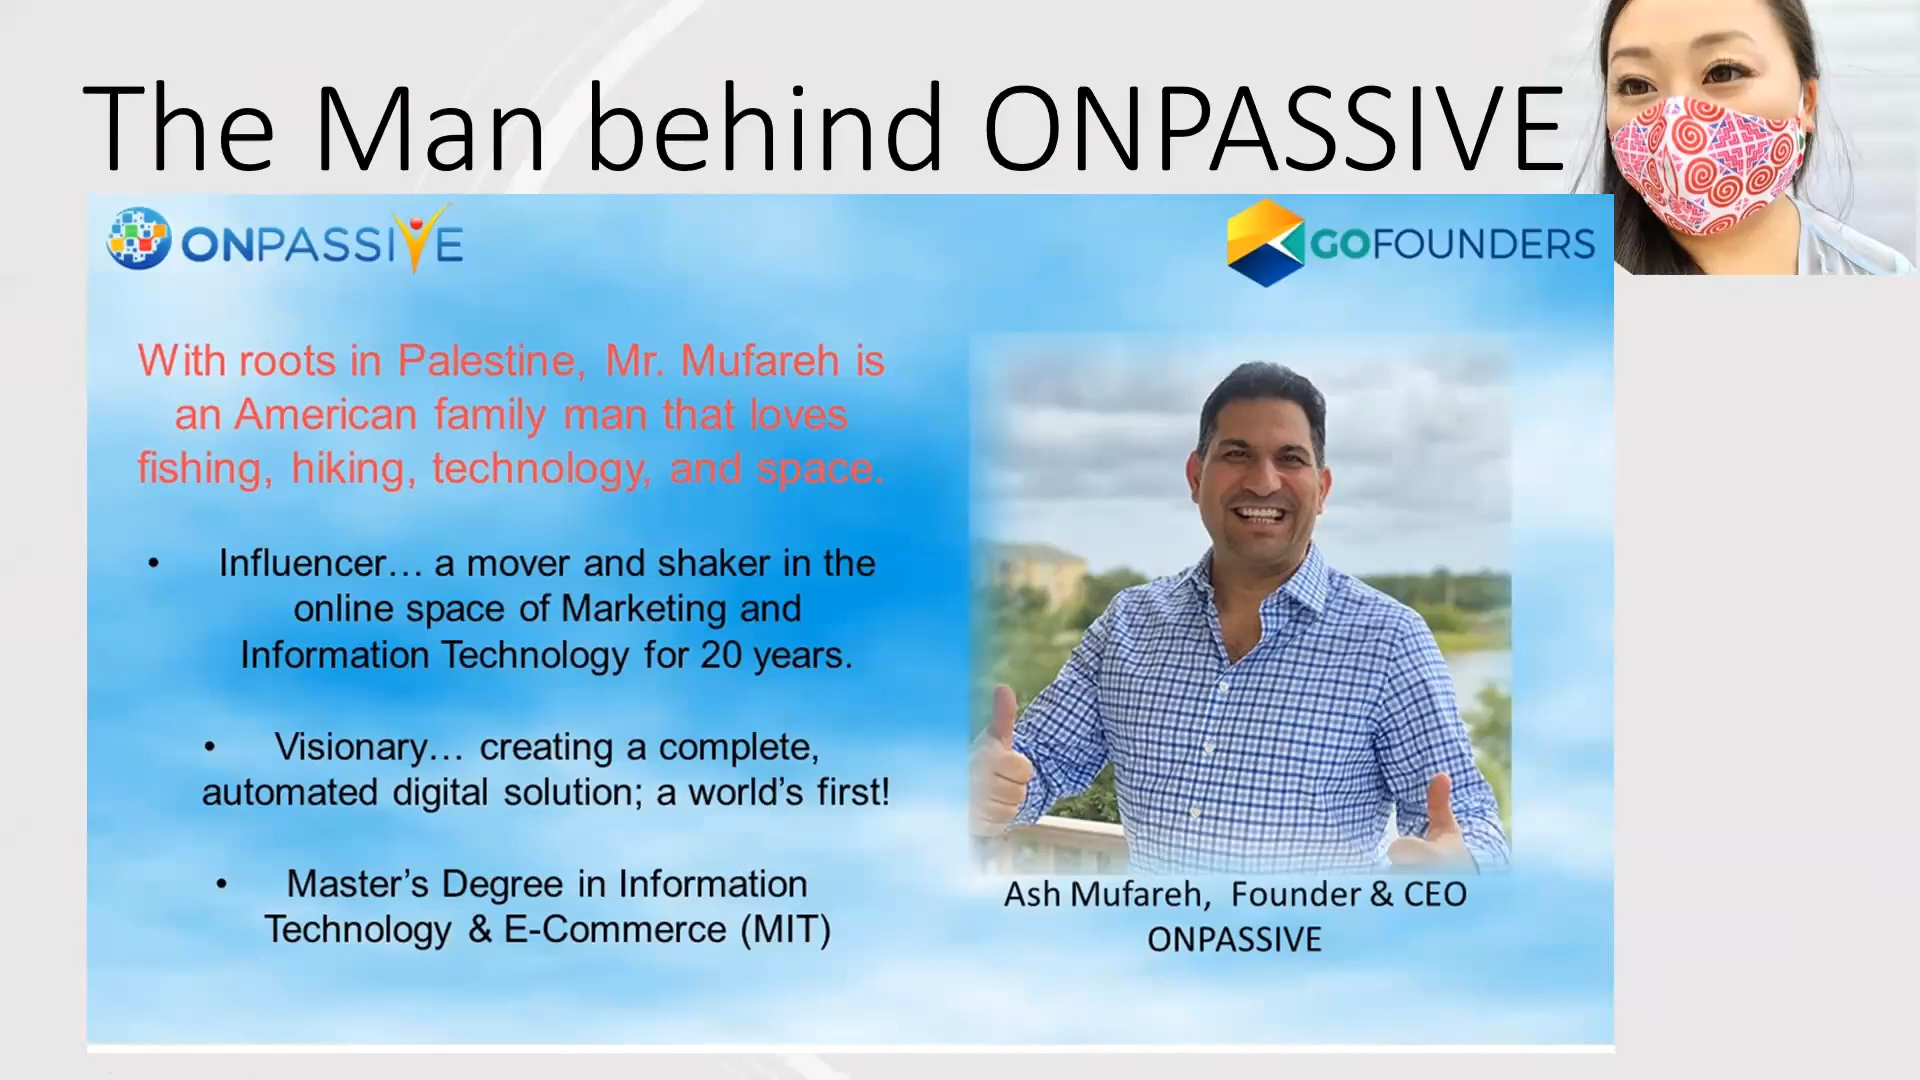 The Man behind ONPASSIVE
ONPASSIVE
GOFOUNDERS
With roots in Palestine, Mr. Mufareh is
an American family man that loves
fishing, hiking, technology, and space.
• Influencer… a mover and shaker in the
online space of Marketing and
Information Technology for 20 years.
• Visionary… creating a complete,
automated digital solution; a world’s first!
• Master’s Degree in Information
Technology & E-Commerce (MIT)
Ash Mufareh, Founder & CEO
ONPASSIVE